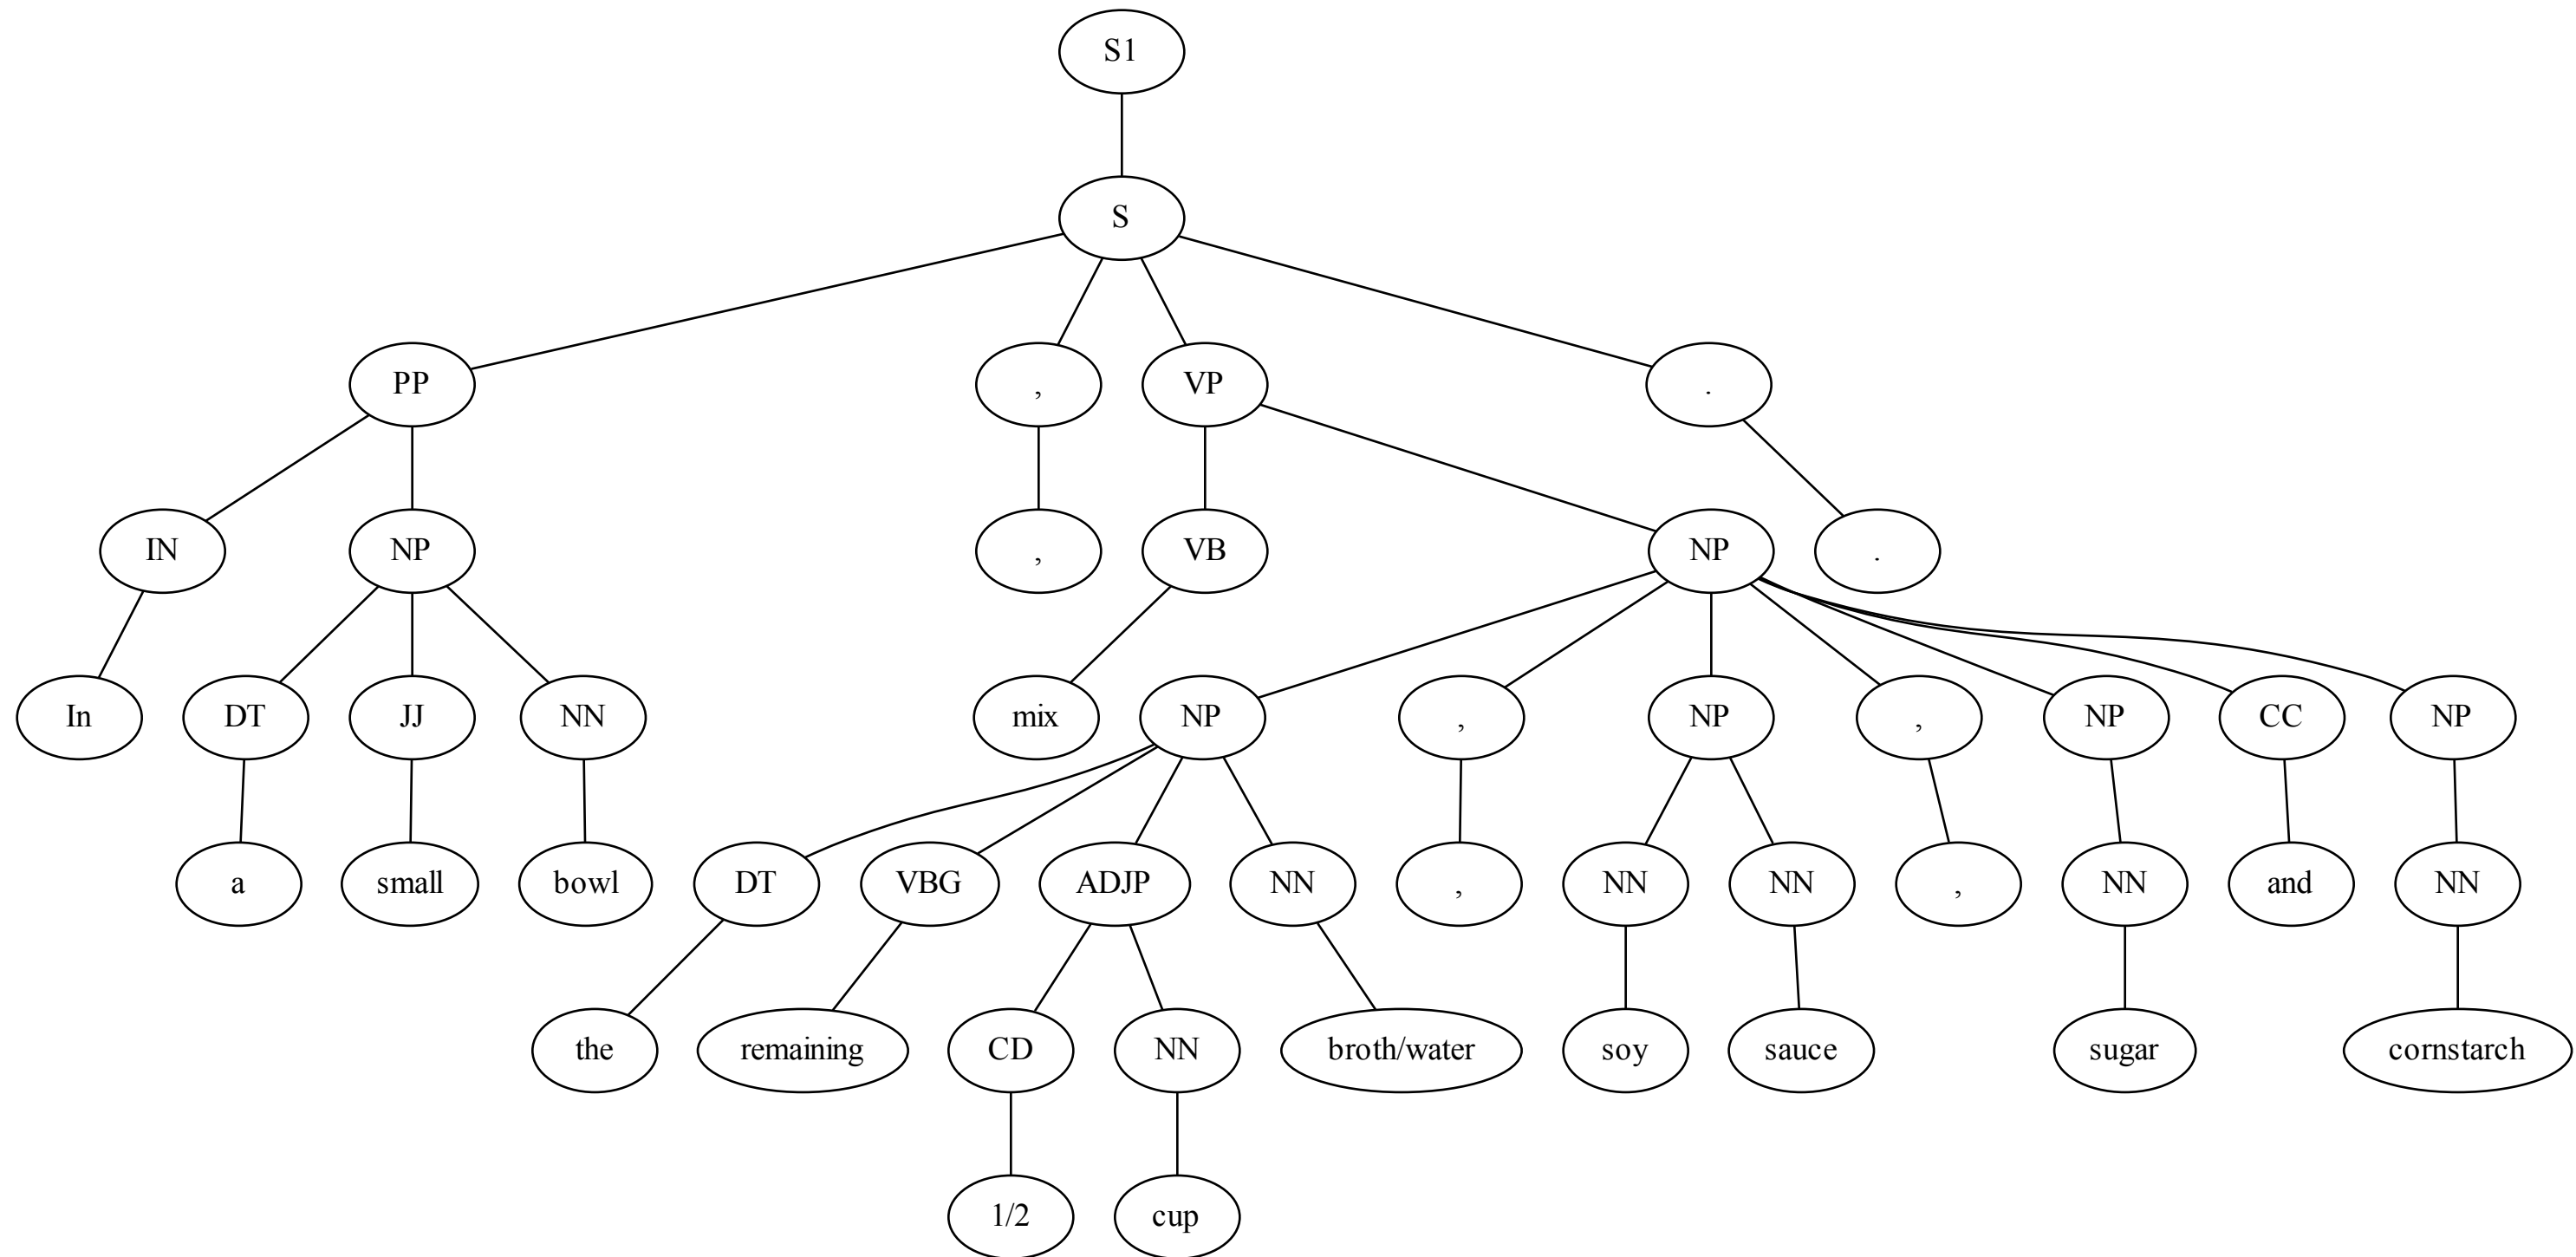 S1
S
PP , VP .
IN NP , VB NP .
In DT JJ NN mix NP , NP , NP CC NP
a small bowl DT VBG ADJP NN , NN NN , NN and NN
the remaining CD NN broth/water soy sauce sugar cornstarch
1/2 cup